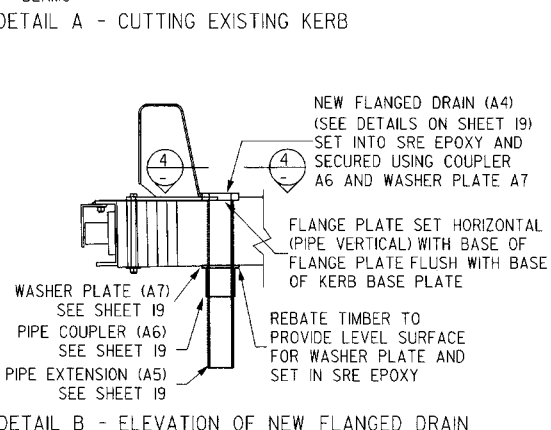 DETAIL A - CUTTING EXISTING KERB
NEW FLANGED DRAIN (A4)
(SEE DETAILS ON SHEET 19)
SET INTO SRE EPOXY AND
SECURED USING COUPLER
A6 AND WASHER PLATE A7
4
-
4
-
FLANGE PLATE SET HORIZONTAL
(PIPE VERTICAL) WITH BASE OF
FLANGE PLATE FLUSH WITH BASE
OF KERB BASE PLATE
WASHER PLATE (A7)
SEE SHEET 19
PIPE COUPLER (A6)
SEE SHEET 19
PIPE EXTENSION (A5)
SEE SHEET 19
REBATE TIMBER TO
PROVIDE LEVEL SURFACE
FOR WASHER PLATE AND
SET IN SRE EPOXY
DETAIL B - ELEVATION OF NEW FLANGED DRAIN